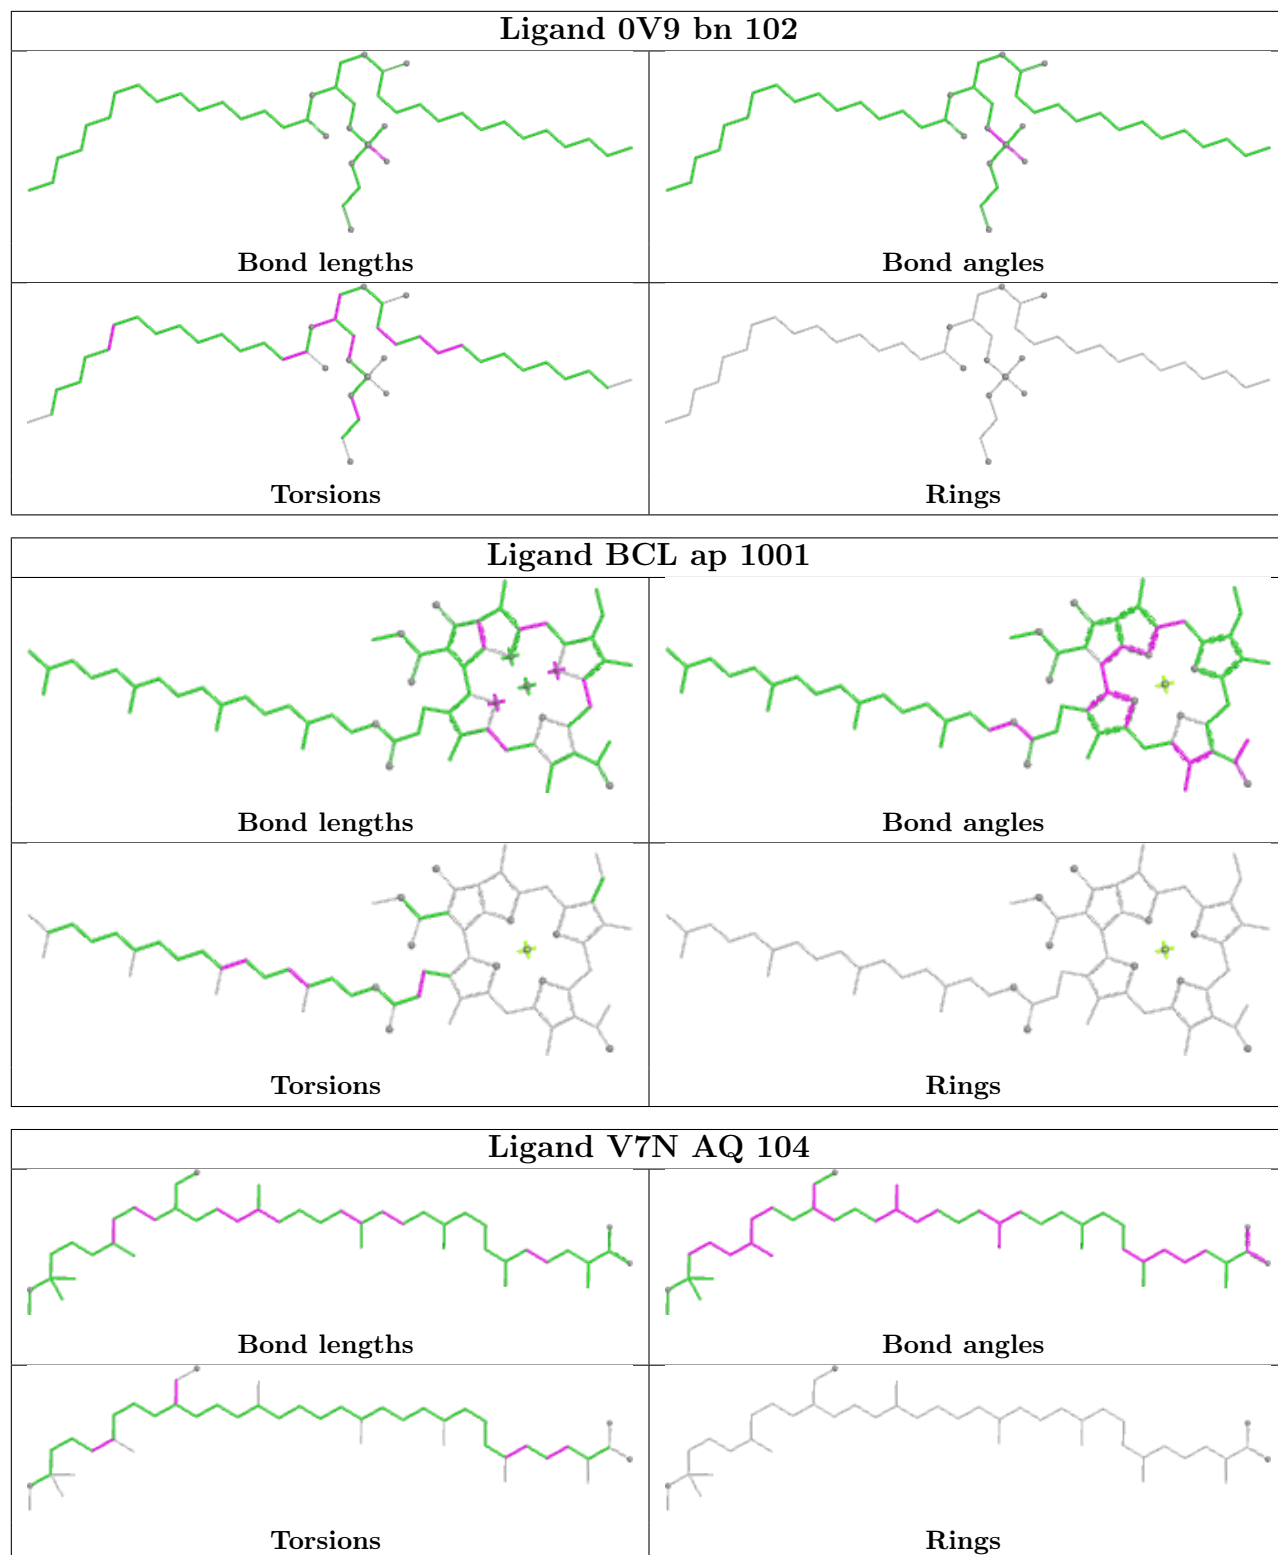 Ligand 0V9 bn 102
Bond lengths
Bond angles
Torsions
Rings
Ligand BCL ap 1001
Bond lengths
Bond angles
Torsions
Rings
Ligand V7N AQ 104
Bond lengths
Bond angles
Torsions
Rings